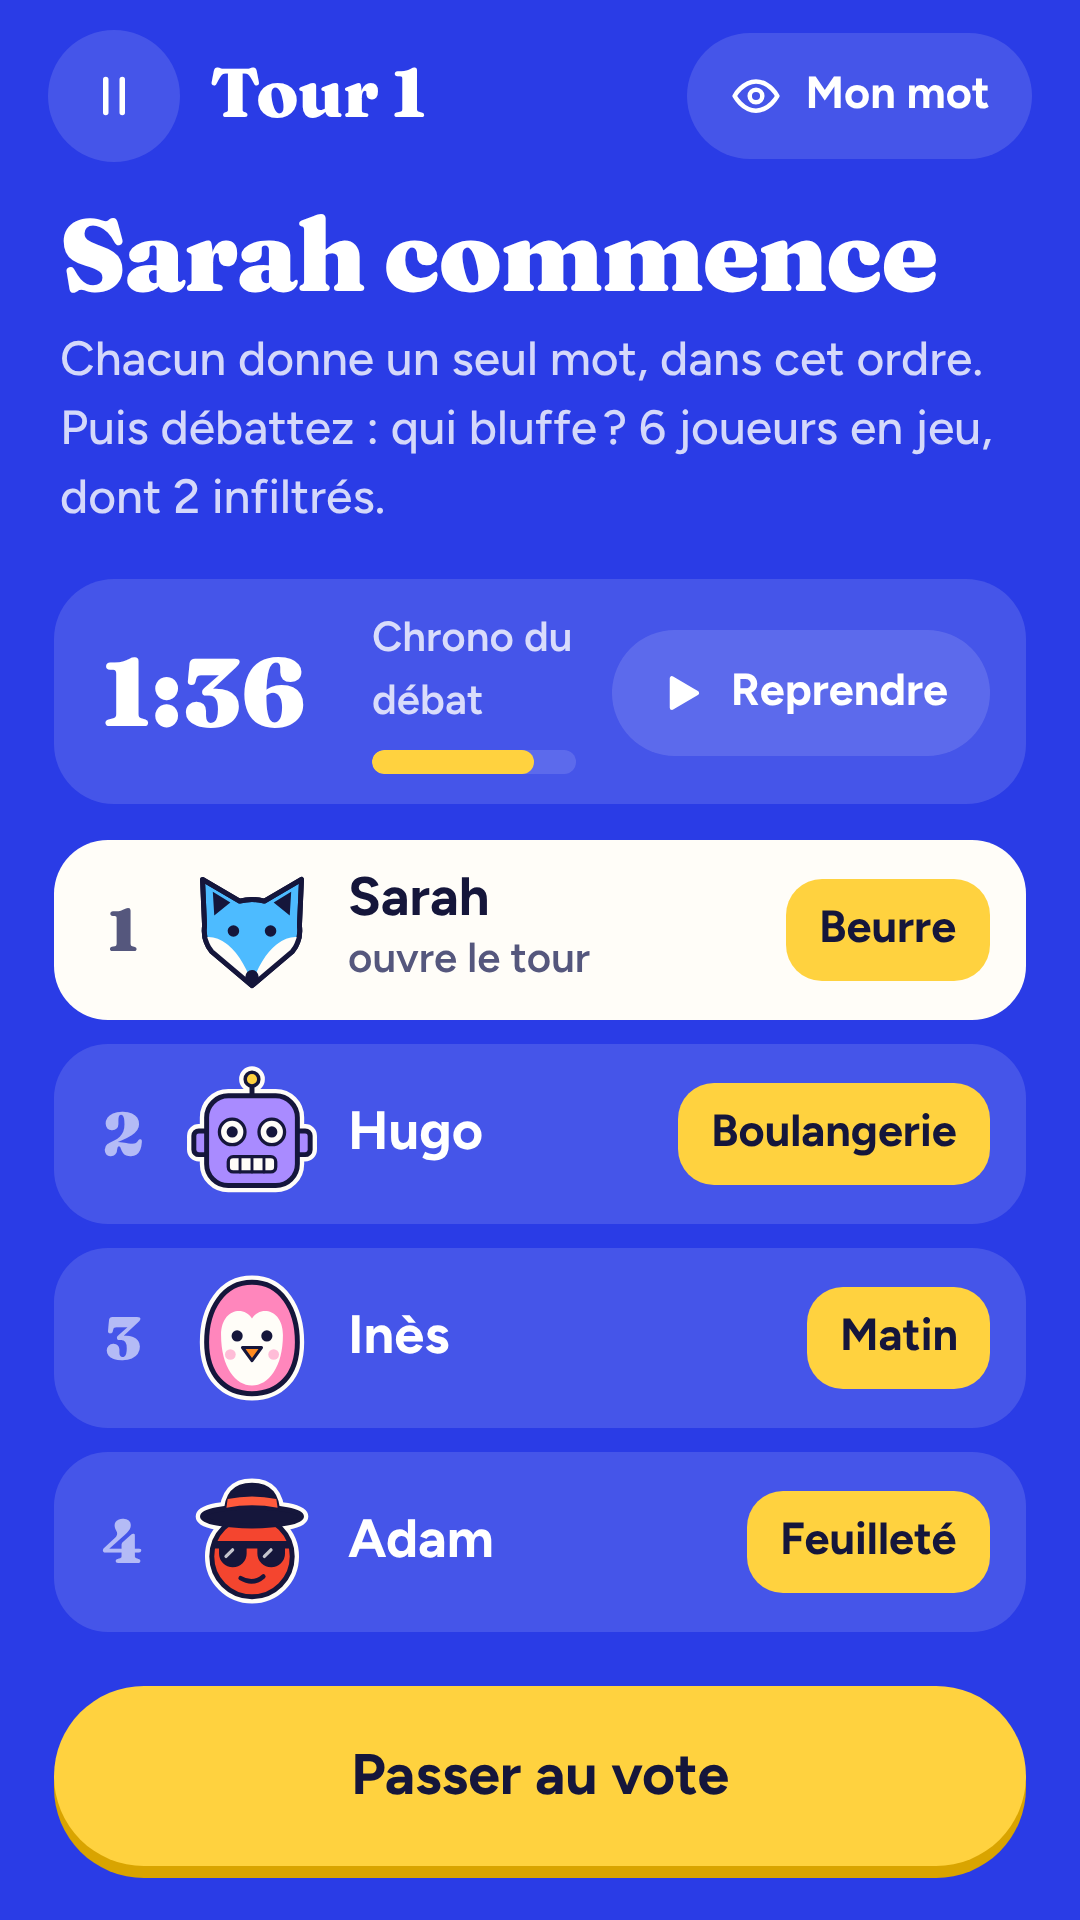 Tour 1
Mon mot
Sarah commence
Chacun donne un seul mot, dans cet ordre.
Puis débattez : qui bluffe ? 6 joueurs en jeu,
dont 2 infiltrés.
1:36
Chrono du
débat
Reprendre
1
Sarah
ouvre le tour
Beurre
2
Hugo
Boulangerie
3
Inès
Matin
4
Adam
Feuilleté
Passer au vote